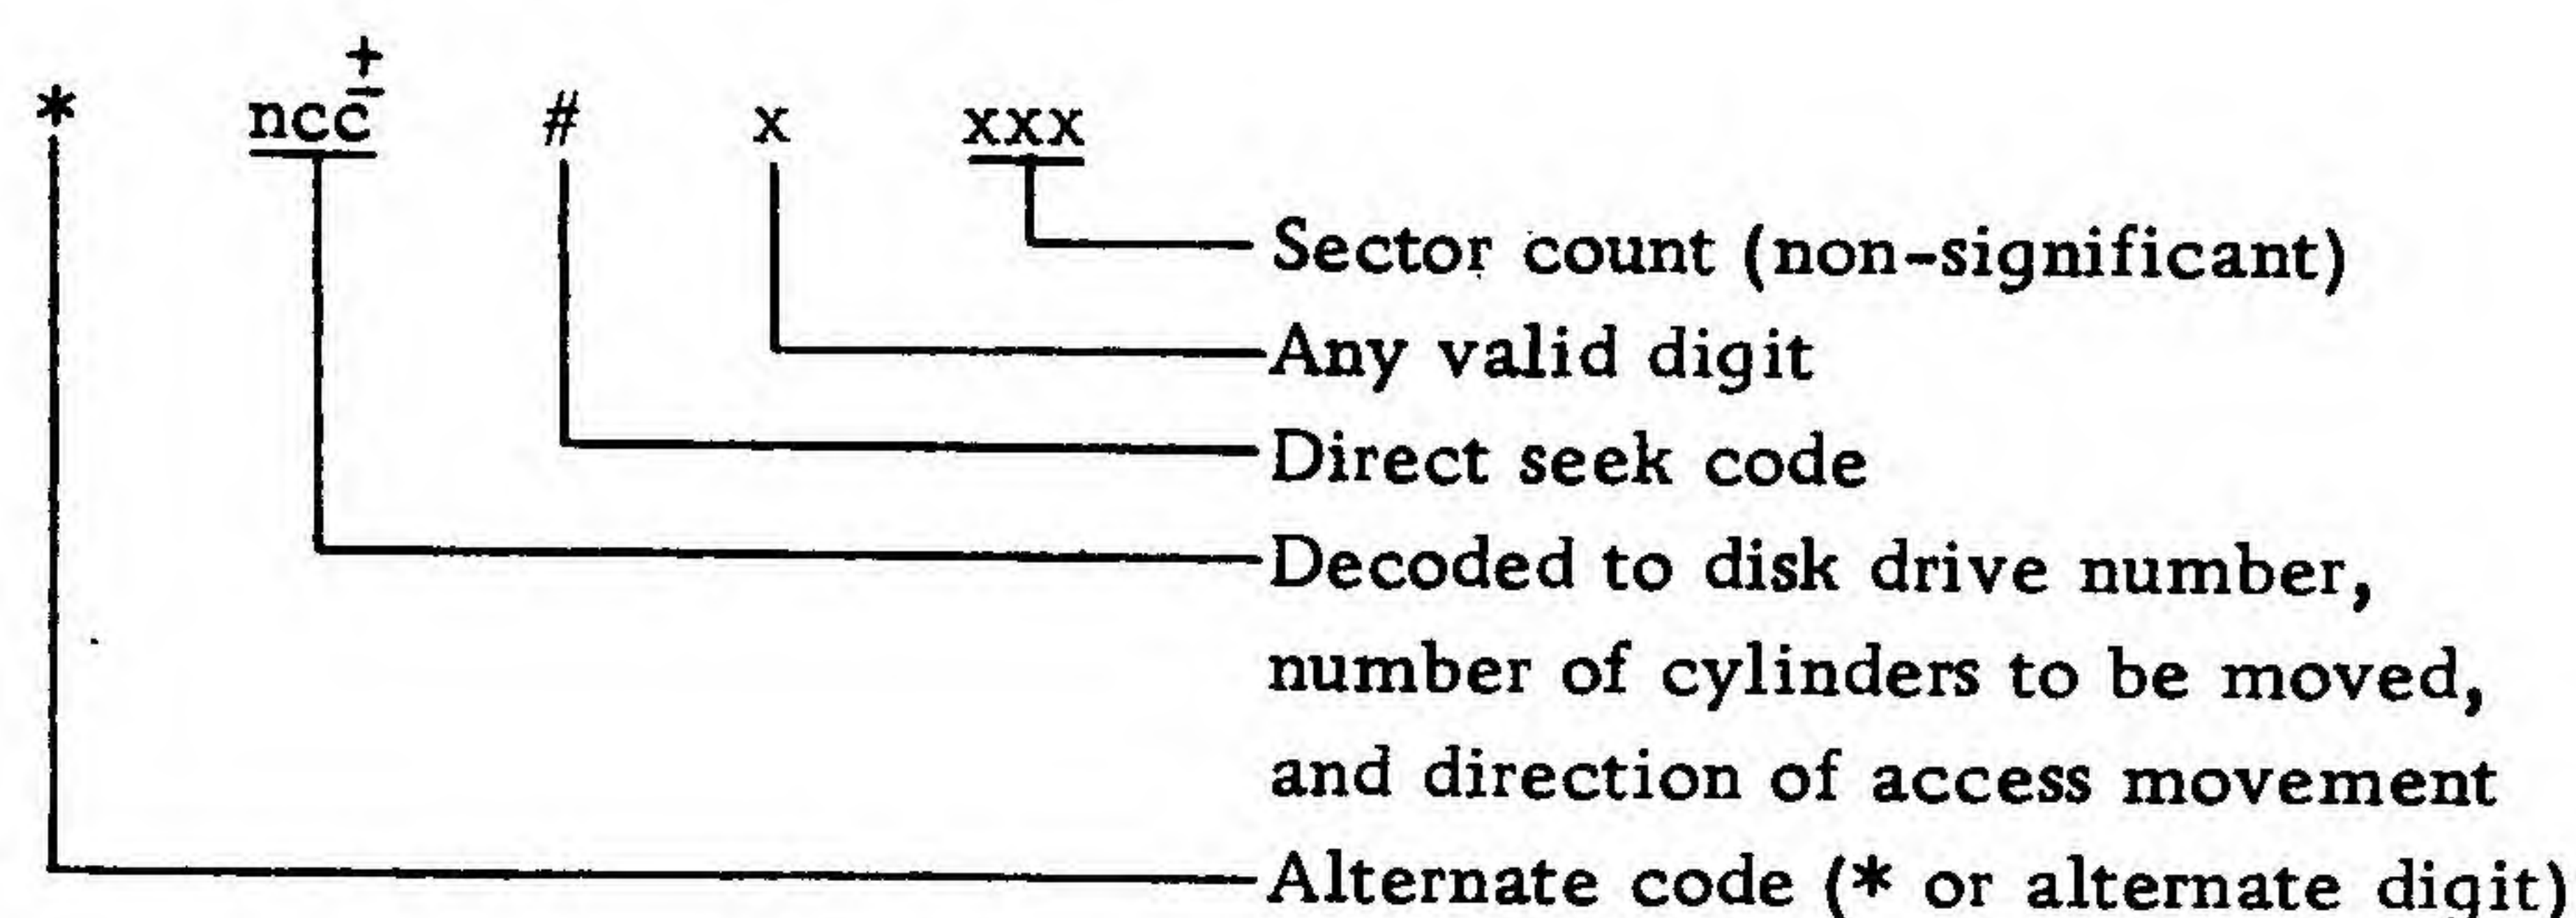 * ncc± # x xxx
Sector count (non-significant)
Any valid digit
Direct seek code
Decoded to disk drive number,
number of cylinders to be moved,
and direction of access movement
Alternate code (* or alternate digit)